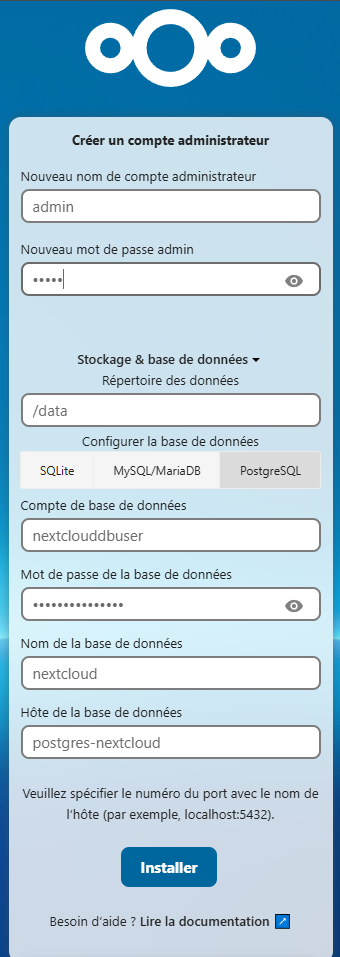 Créer un compte administrateur
Nouveau nom de compte administrateur
admin
Nouveau mot de passe admin
•••••
Stockage & base de données
Répertoire des données
/data
Configurer la base de données
SQLite MySQL/MariaDB PostgreSQL
Compte de base de données
nextclouddbuser
Mot de passe de la base de données
•••••••••••••••
Nom de la base de données
nextcloud
Hôte de la base de données
postgres-nextcloud
Veuillez spécifier le numéro du port avec le nom de
l’hôte (par exemple, localhost:5432).
Installer
Besoin d’aide ? Lire la documentation ↗